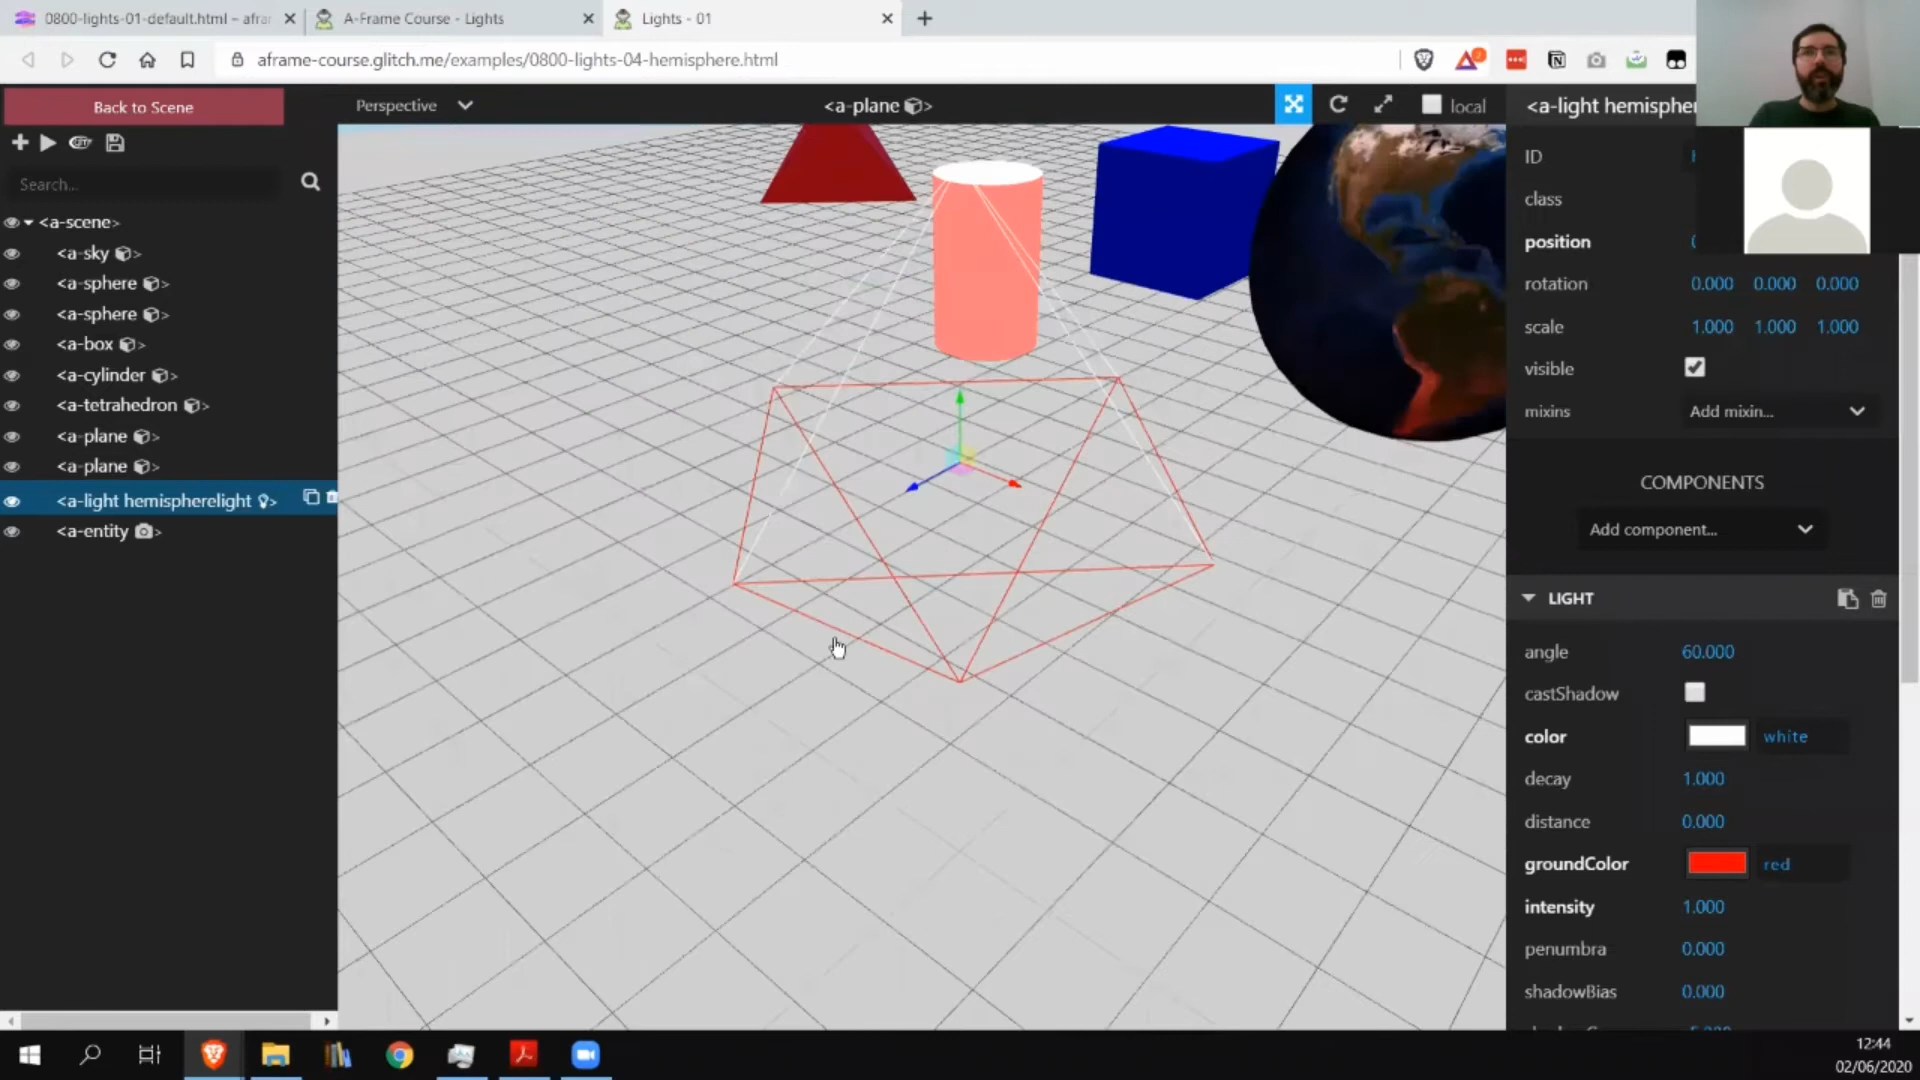 0800-lights-01-default.html – afra
A-Frame Course - Lights
Lights - 01
aframe-course.glitch.me/examples/0800-lights-04-hemisphere.html
Back to Scene
Perspective
<a-plane >
local
<a-light hemispher
Search...
<a-scene>
<a-sky >
<a-sphere >
<a-sphere >
<a-box >
<a-cylinder >
<a-tetrahedron >
<a-plane >
<a-plane >
<a-light hemispherelight >
<a-entity >
ID
class
position
rotation 0.000 0.000 0.000
scale 1.000 1.000 1.000
visible
mixins Add mixin...
COMPONENTS
Add component...
LIGHT
angle 60.000
castShadow
color white
decay 1.000
distance 0.000
groundColor red
intensity 1.000
penumbra 0.000
shadowBias 0.000
12:44
02/06/2020